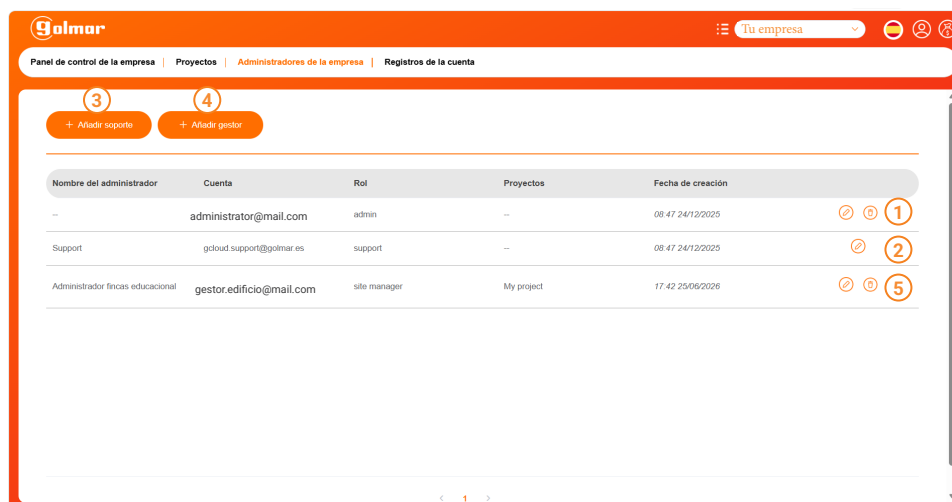 golmar
Tu empresa
Panel de control de la empresa | Proyectos | Administradores de la empresa | Registros de la cuenta
3 4
+ Añadir soporte + Añadir gestor
Nombre del administrador Cuenta Rol Proyectos Fecha de creación
-- administrator@mail.com admin -- 08:47 24/12/2025 1
Support gcloud.support@golmar.es support -- 08:47 24/12/2025 2
Administrador fincas educacional gestor.edificio@mail.com site manager My project 17:42 25/06/2026 5
< 1 >